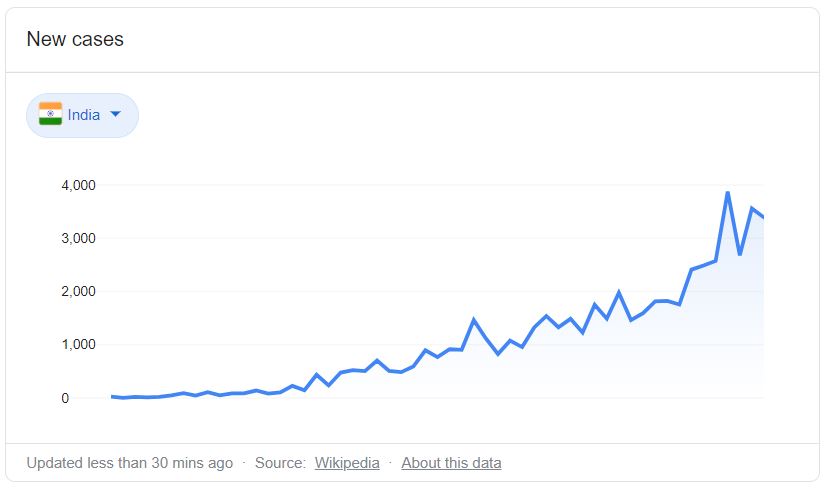 New cases
India
4,000
3,000
2,000
1,000
0
Updated less than 30 mins ago · Source: Wikipedia · About this data